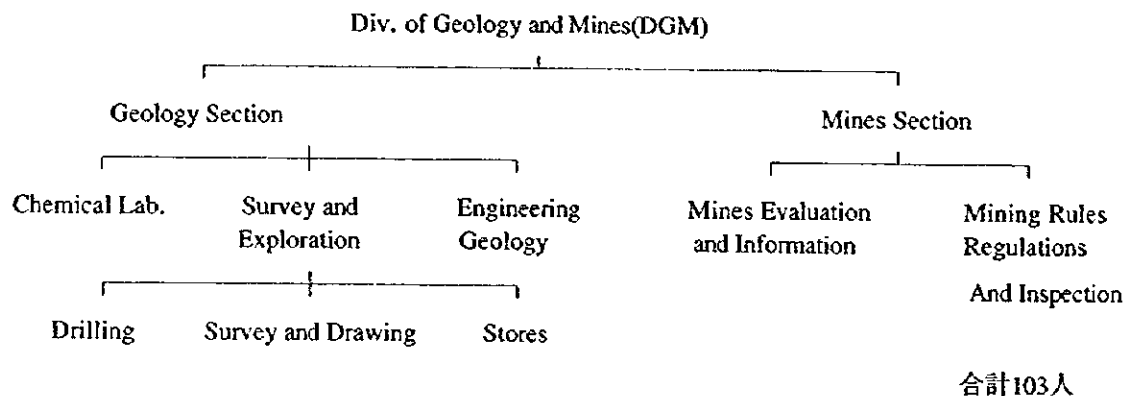 Div. of Geology and Mines(DGM)
Geology Section
Mines Section
Chemical Lab.
Survey and
Exploration
Engineering
Geology
Mines Evaluation
and Information
Mining Rules
Regulations
And Inspection
Drilling
Survey and Drawing
Stores
合計103人